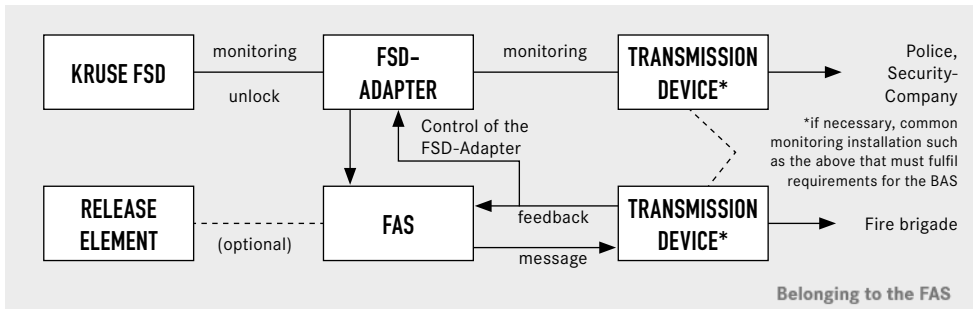 KRUSE FSD
monitoring
unlock
FSD-
ADAPTER
monitoring
TRANSMISSION
DEVICE*
Police,
Security-
Company
*if necessary, common
monitoring installation such
as the above that must fulfil
requirements for the BAS
Control of the
FSD-Adapter
RELEASE
ELEMENT
(optional)
FAS
feedback
message
TRANSMISSION
DEVICE*
Fire brigade
Belonging to the FAS